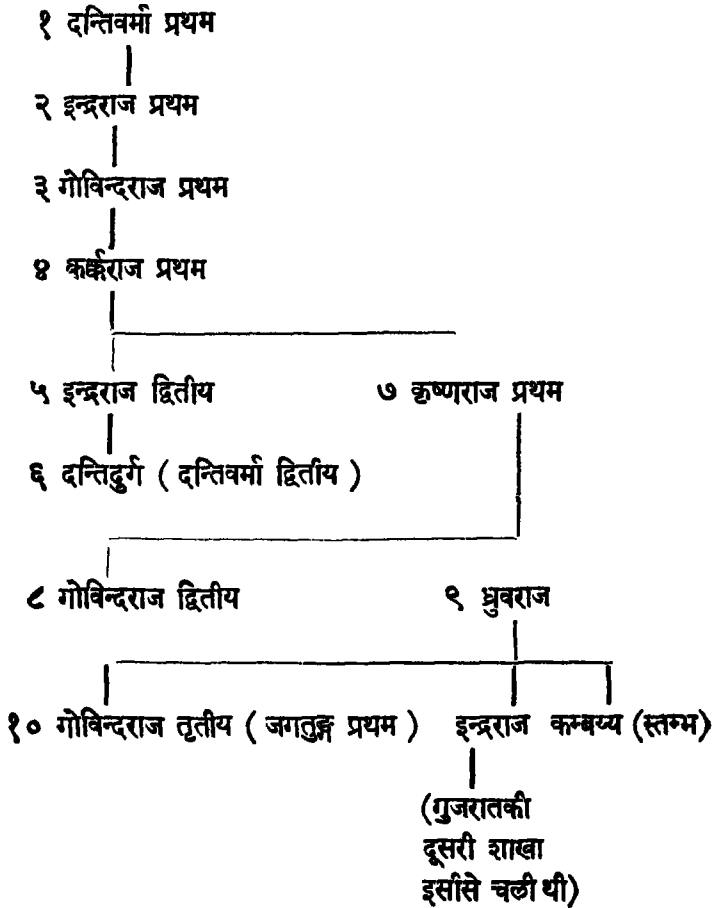 १ दन्तिवर्मा प्रथम
२ इन्द्रराज प्रथम
३ गोविन्दराज प्रथम
४ कर्क्कराज प्रथम
५ इन्द्रराज द्वितीय ७ कृष्णराज प्रथम
६ दन्तिदुर्ग ( दन्तिवर्मा द्वितीय )
८ गोविन्दराज द्वितीय ९ ध्रुवराज
१० गोविन्दराज तृतीय ( जगतुङ्ग प्रथम ) इन्द्रराज कम्बय्य (स्तम्भ)
(गुजरातकी
दूसरी शाखा
इसीसे चली थी)